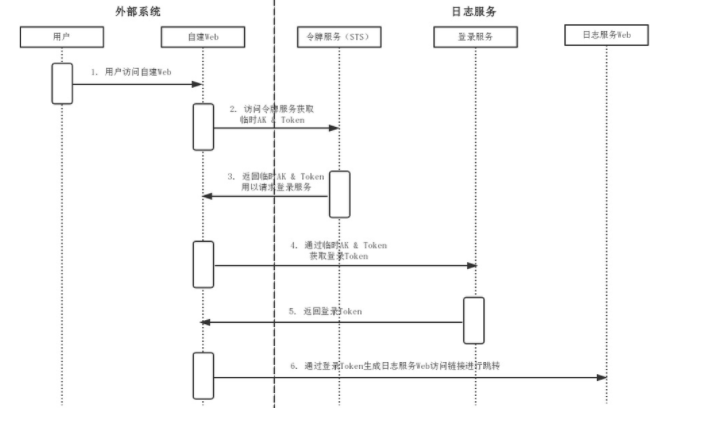 外部系统
日志服务
用户
自建Web
令牌服务（STS）
登录服务
日志服务Web
1. 用户访问自建Web
2. 访问令牌服务获取
临时AK & Token
3. 返回临时AK & Token
用以请求登录服务
4. 通过临时AK & Token
获取登录Token
5. 返回登录Token
6. 通过登录Token生成日志服务Web访问链接进行跳转